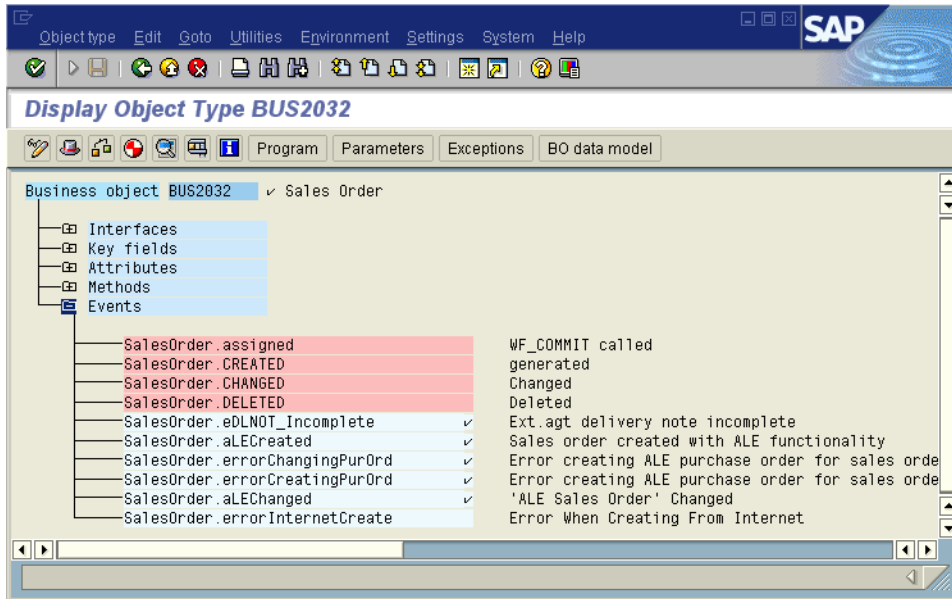 Object type Edit Goto Utilities Environment Settings System Help
SAP
Display Object Type BUS2032
Program Parameters Exceptions BO data model
Business object BUS2032 ✓ Sales Order
Interfaces
Key fields
Attributes
Methods
Events
SalesOrder.assigned WF_COMMIT called
SalesOrder.CREATED generated
SalesOrder.CHANGED Changed
SalesOrder.DELETED Deleted
SalesOrder.eDLNOT_Incomplete ✓ Ext.agt delivery note incomplete
SalesOrder.aLECreated ✓ Sales order created with ALE functionality
SalesOrder.errorChangingPurOrd ✓ Error creating ALE purchase order for sales orde
SalesOrder.errorCreatingPurOrd ✓ Error creating ALE purchase order for sales orde
SalesOrder.aLEChanged ✓ 'ALE Sales Order' Changed
SalesOrder.errorInternetCreate Error When Creating From Internet